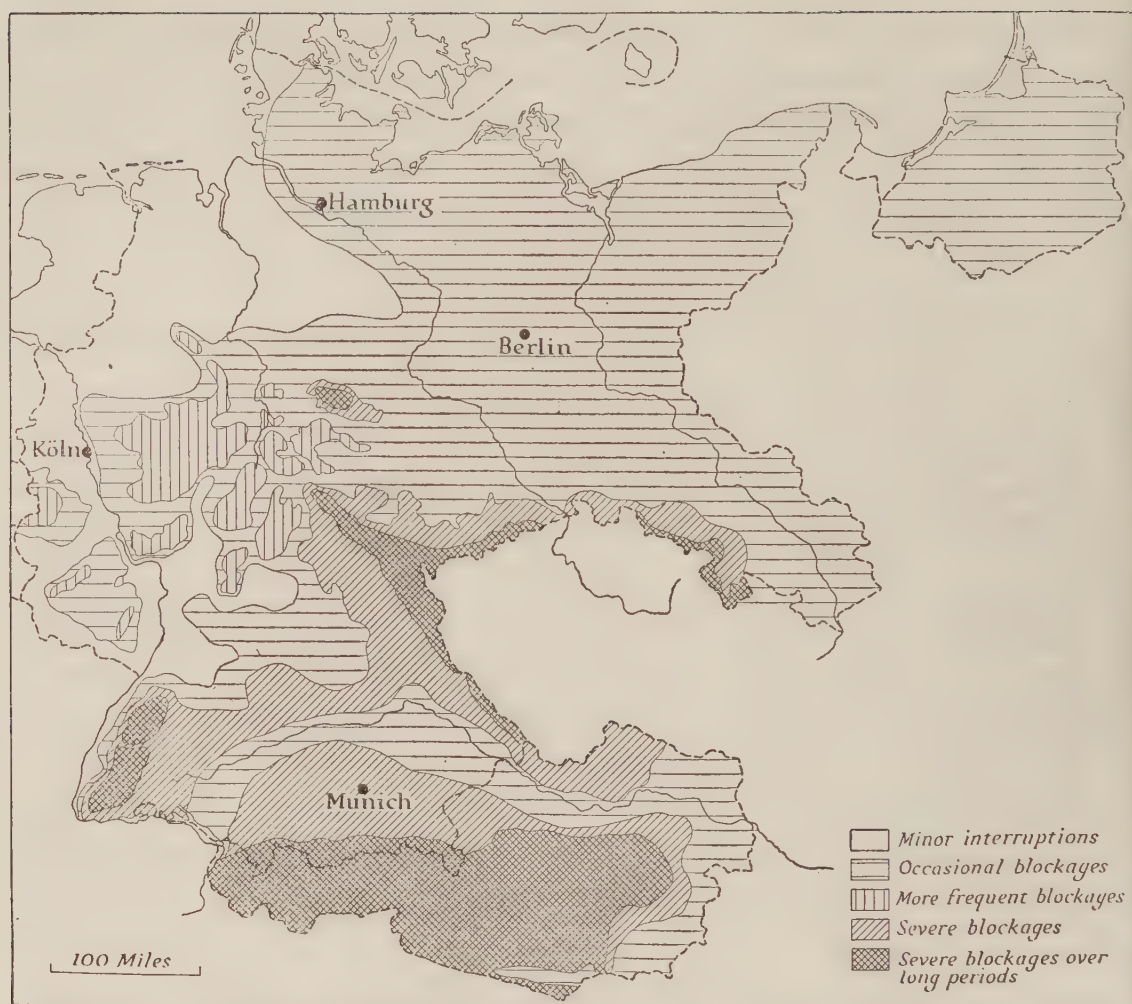 Hamburg
Berlin
Köln
Munich
Minor interruptions
Occasional blockages
More frequent blockages
Severe blockages
Severe blockages over
long periods
100 Miles